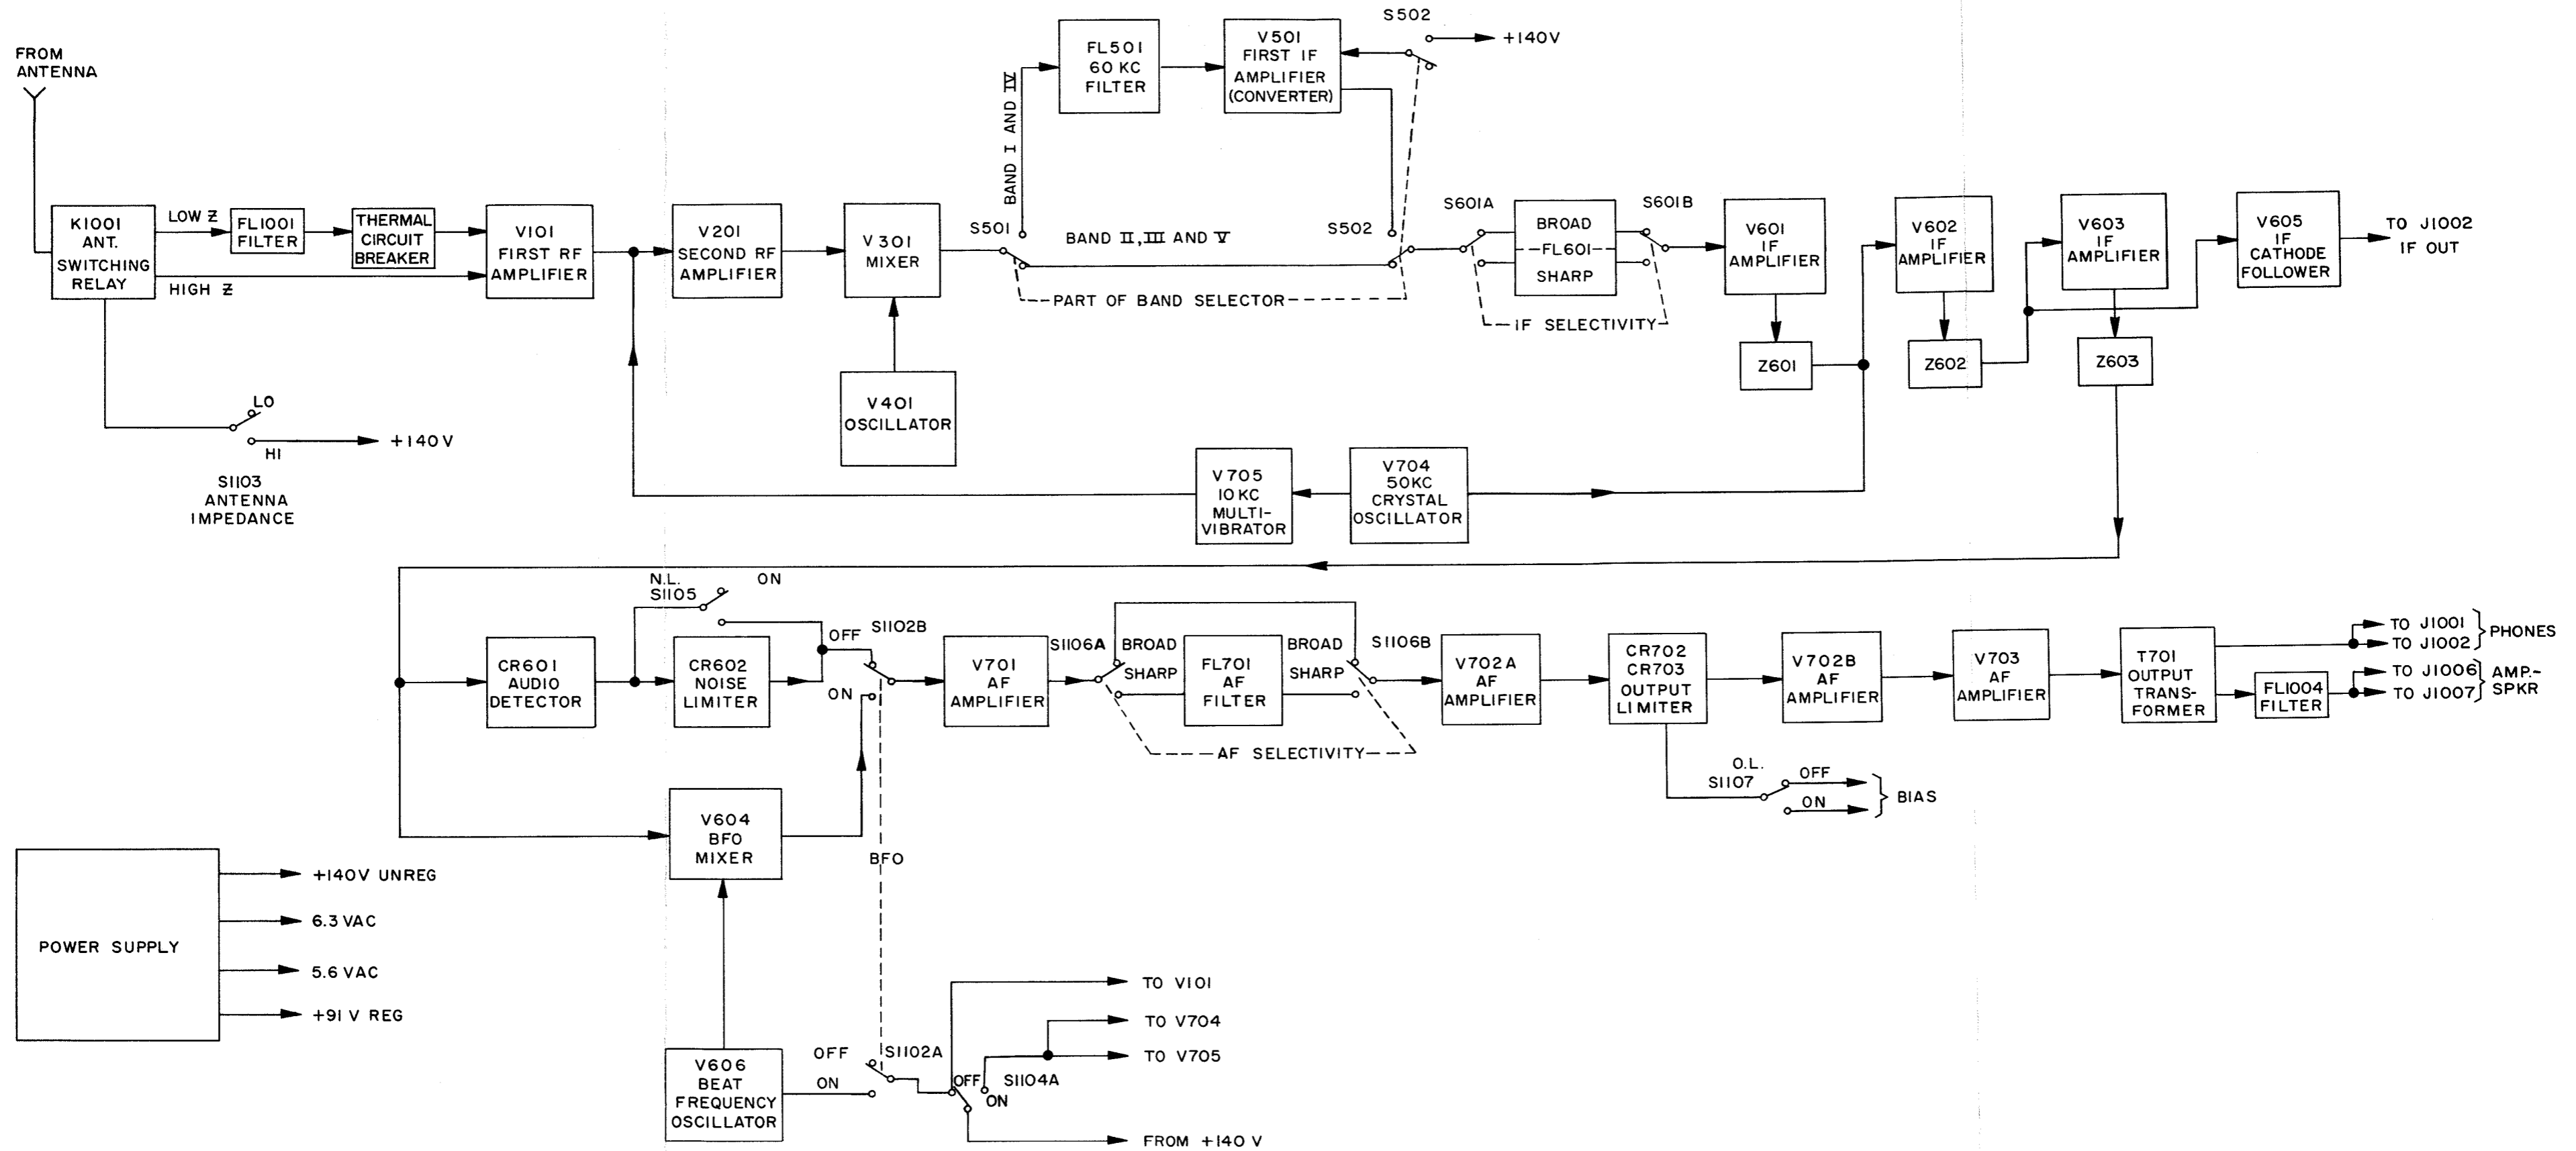 FROM
ANTENNA
K1001
ANT.
SWITCHING
RELAY
LOW Z
HIGH Z
FL1001
FILTER
THERMAL
CIRCUIT
BREAKER
V101
FIRST RF
AMPLIFIER
V201
SECOND RF
AMPLIFIER
V301
MIXER
V401
OSCILLATOR
S501
BAND I AND IV
FL501
60 KC
FILTER
V501
FIRST IF
AMPLIFIER
(CONVERTER)
S502
+140V
BAND II, III AND V
S502
PART OF BAND SELECTOR
S601A
BROAD
FL601
SHARP
S601B
IF SELECTIVITY
V601
IF
AMPLIFIER
Z601
V602
IF
AMPLIFIER
Z602
V603
IF
AMPLIFIER
Z603
V605
IF
CATHODE
FOLLOWER
TO J1002
IF OUT
LO
HI
+140V
S1103
ANTENNA
IMPEDANCE
V705
10KC
MULTI-
VIBRATOR
V704
50KC
CRYSTAL
OSCILLATOR
N.L.
S1105
ON
CR601
AUDIO
DETECTOR
CR602
NOISE
LIMITER
OFF
ON
S1102B
V701
AF
AMPLIFIER
S1106A
BROAD
SHARP
FL701
AF
FILTER
BROAD
SHARP
S1106B
AF SELECTIVITY
V702A
AF
AMPLIFIER
CR702
CR703
OUTPUT
LIMITER
V702B
AF
AMPLIFIER
V703
AF
AMPLIFIER
T701
OUTPUT
TRANS-
FORMER
TO J1001
TO J1002
PHONES
FL1004
FILTER
TO J1006
TO J1007
AMP.-
SPKR
O.L.
S1107
OFF
ON
BIAS
V604
BFO
MIXER
BFO
POWER SUPPLY
+140V UNREG
6.3 VAC
5.6 VAC
+91 V REG
V606
BEAT
FREQUENCY
OSCILLATOR
OFF
ON
S1102A
OFF
ON
S1104A
TO V101
TO V704
TO V705
FROM +140 V